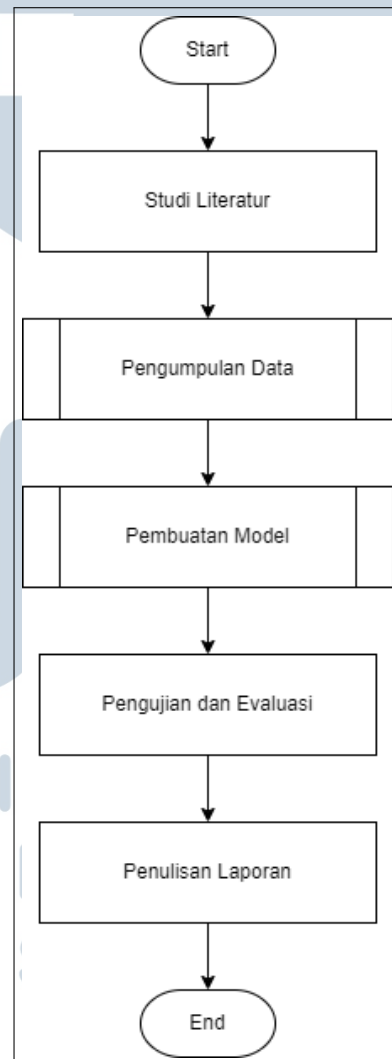 Start
Studi Literatur
Pengumpulan Data
Pembuatan Model
Pengujian dan Evaluasi
Penulisan Laporan
End